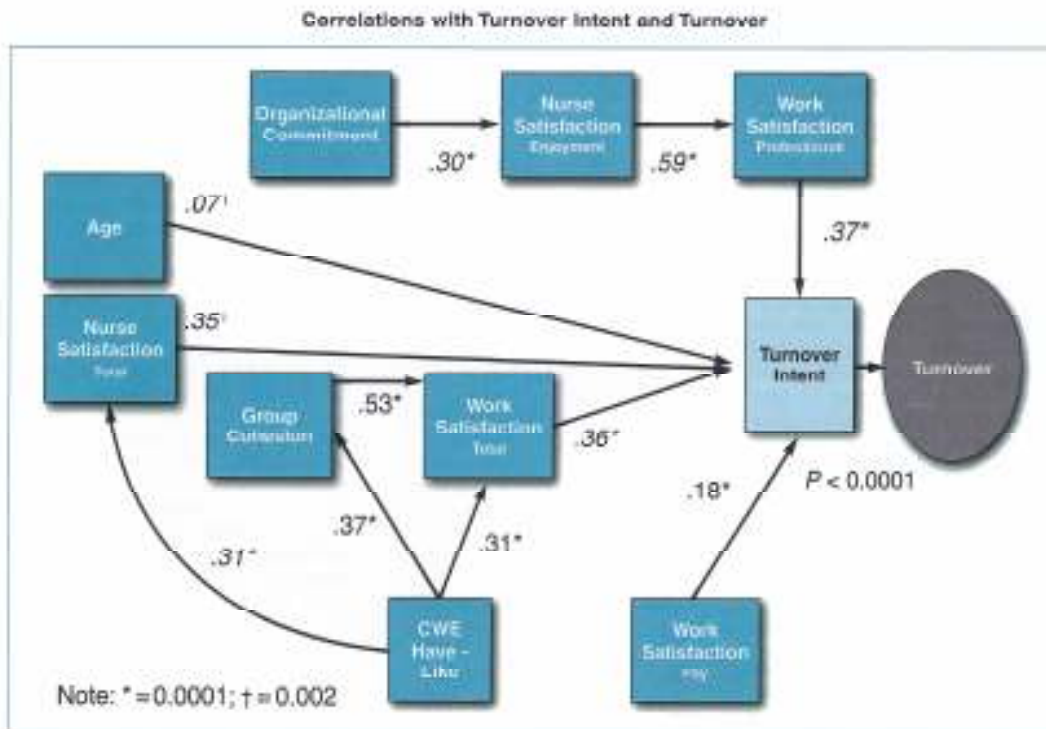 Correlations with Turnover Intent and Turnover
Organizational
Commitment
.30*
Nurse
Satisfaction
Enjoyment
.59*
Work
Satisfaction
Professional
.37*
Age
.07†
Nurse
Satisfaction
Total
.35
Group
Cohesion
.53*
Work
Satisfaction
Total
.36*
Turnover
Intent
Turnover
P < 0.0001
.18*
.37*
.31*
.31*
CWE
Have -
Like
Work
Satisfaction
Pay
Note: * = 0.0001; † = 0.002